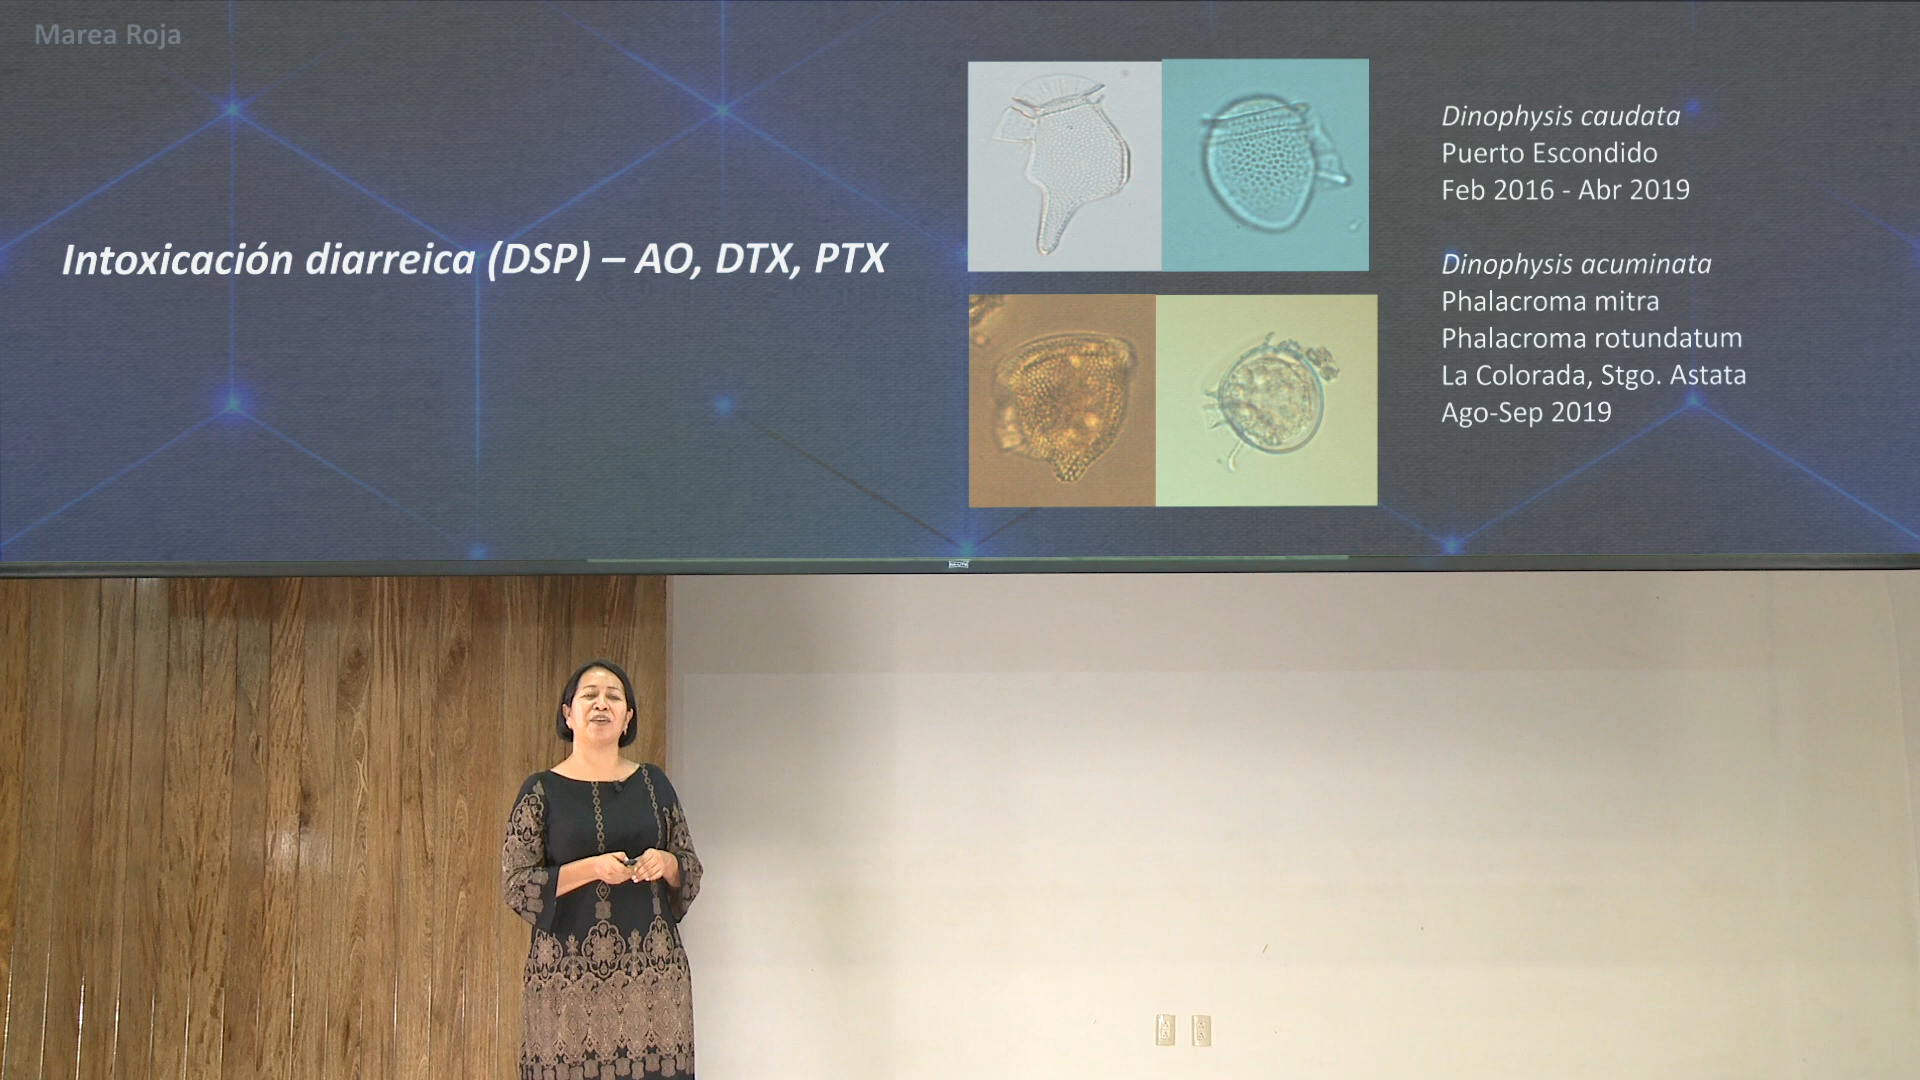 Marea Roja
Intoxicación diarreica (DSP) – AO, DTX, PTX
Dinophysis caudata
Puerto Escondido
Feb 2016 - Abr 2019
Dinophysis acuminata
Phalacroma mitra
Phalacroma rotundatum
La Colorada, Stgo. Astata
Ago-Sep 2019